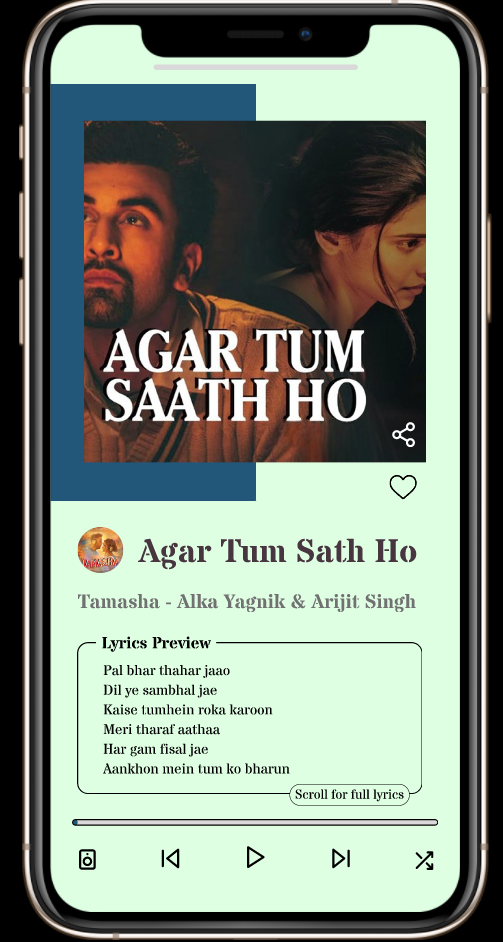 AGAR TUM
SAATH HO
Agar Tum Sath Ho
Tamasha - Alka Yagnik & Arijit Singh
Lyrics Preview
Pal bhar thahar jaao
Dil ye sambhal jae
Kaise tumhein roka karoon
Meri tharaf aathaa
Har gam fisal jae
Aankhon mein tum ko bharun
Scroll for full lyrics